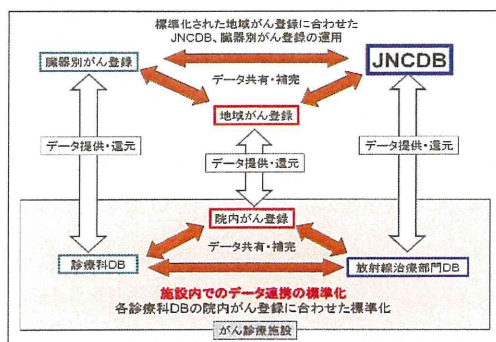 標準化された地域がん登録に合わせた
JNCDB、臓器別がん登録の運用
臓器別がん登録
JNCDB
データ共有・補完
地域がん登録
データ提供・還元
データ提供・還元
データ提供・還元
院内がん登録
データ共有・補完
診療科DB
放射線治療部門DB
施設内でのデータ連携の標準化
各診療科DBの院内がん登録に合わせた標準化
がん診療施設